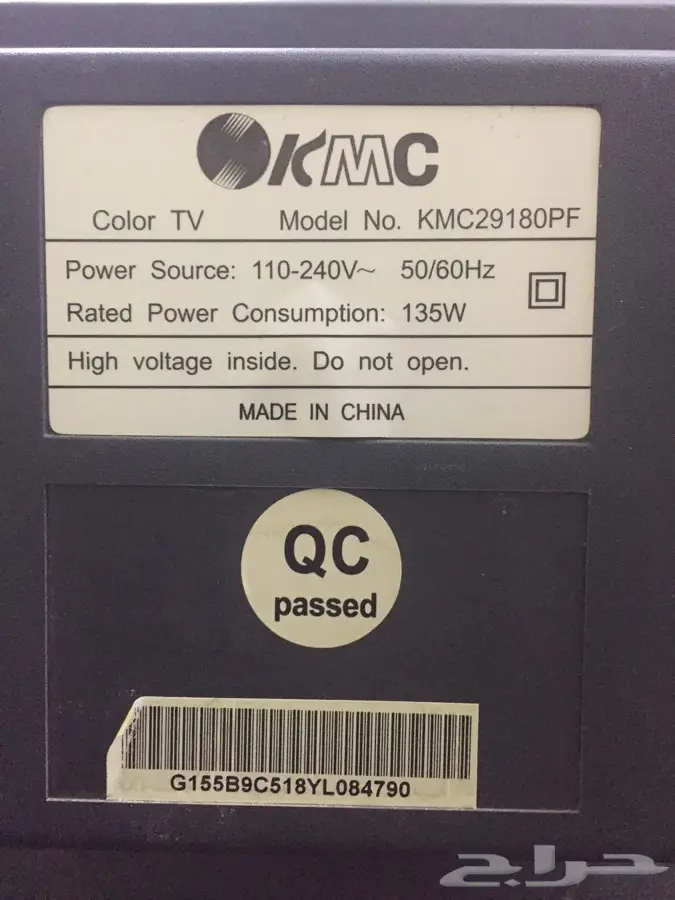 KMC
Color TV Model No. KMC29180PF
Power Source: 110-240V~ 50/60Hz
Rated Power Consumption: 135W
High voltage inside. Do not open.
MADE IN CHINA
QC
passed
G155B9C518YL084790
حراج